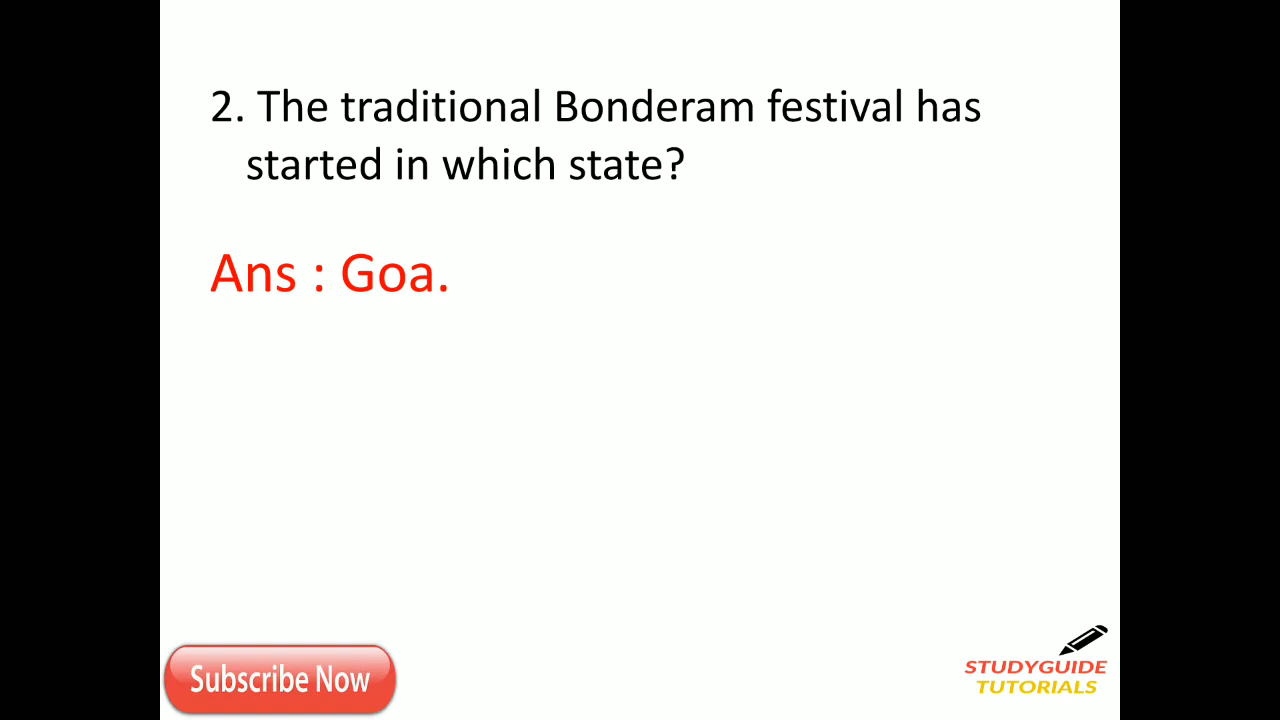 2. The traditional Bonderam festival has
started in which state?
Ans : Goa.
Subscribe Now
STUDYGUIDE
TUTORIALS